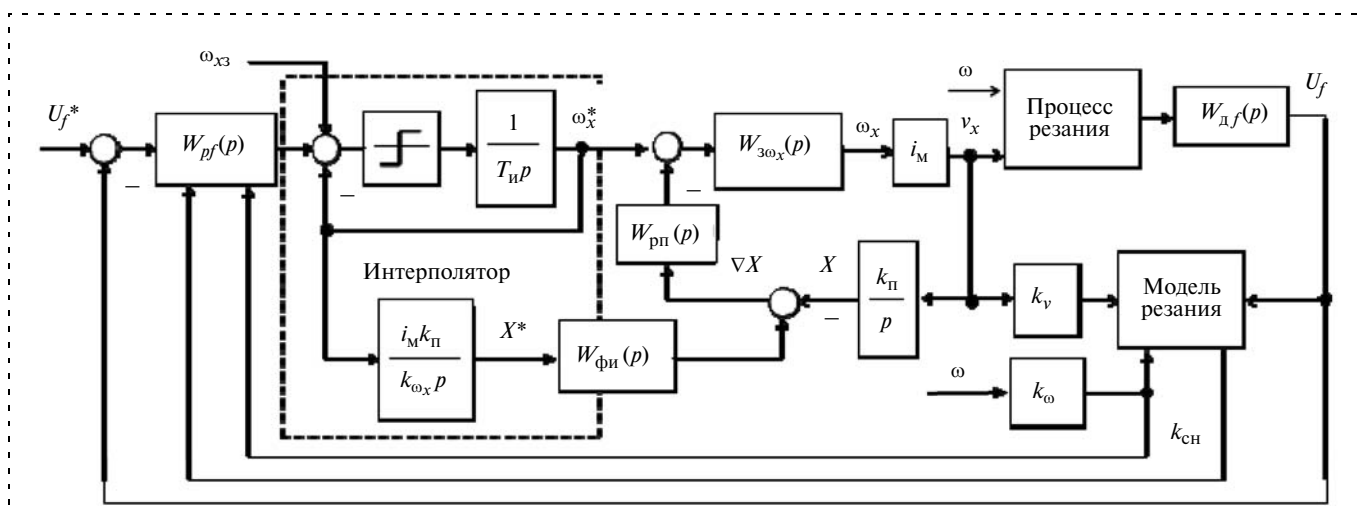 ω_xз
U_f*
−
W_pf(p)
−
1
T_и p
ω_x*
−
W_зω_x(p)
ω_x
i_м
ω
v_x
Процесс
резания
W_д f(p)
U_f
W_рп(p)
Интерполятор
∇X
X
−
k_п
p
k_v
Модель
резания
i_м k_п
k_ω_x p
X*
W_фи(p)
ω
k_ω
k_сн